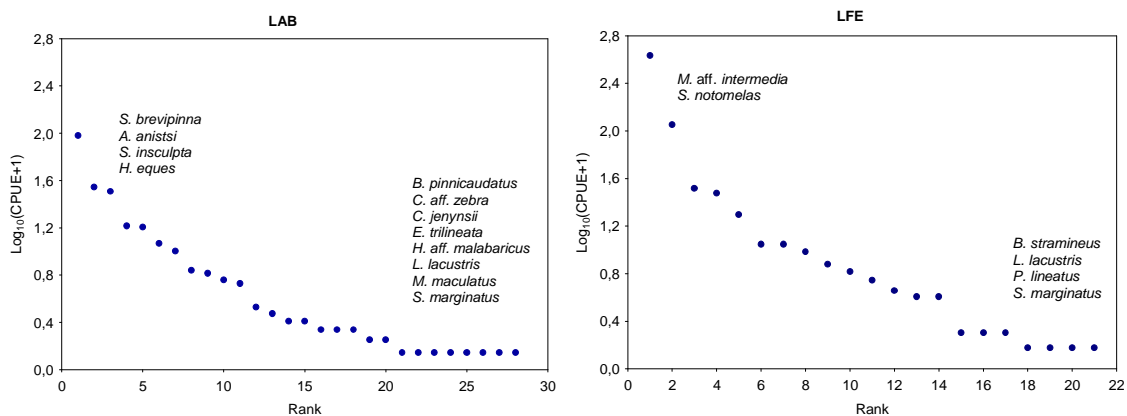 LAB
2,8
2,4
2,0
1,6
1,2
0,8
0,4
0,0
Log10(CPUE+1)
S. brevipinna
A. anistsi
S. insculpta
H. eques
B. pinnicaudatus
C. aff. zebra
C. jenynsii
E. trilineata
H. aff. malabaricus
L. lacustris
M. maculatus
S. marginatus
0 5 10 15 20 25 30
Rank
LFE
2,8
2,4
2,0
1,6
1,2
0,8
0,4
0,0
Log10(CPUE+1)
M. aff. intermedia
S. notomelas
B. stramineus
L. lacustris
P. lineatus
S. marginatus
0 2 4 6 8 10 12 14 16 18 20 22
Rank